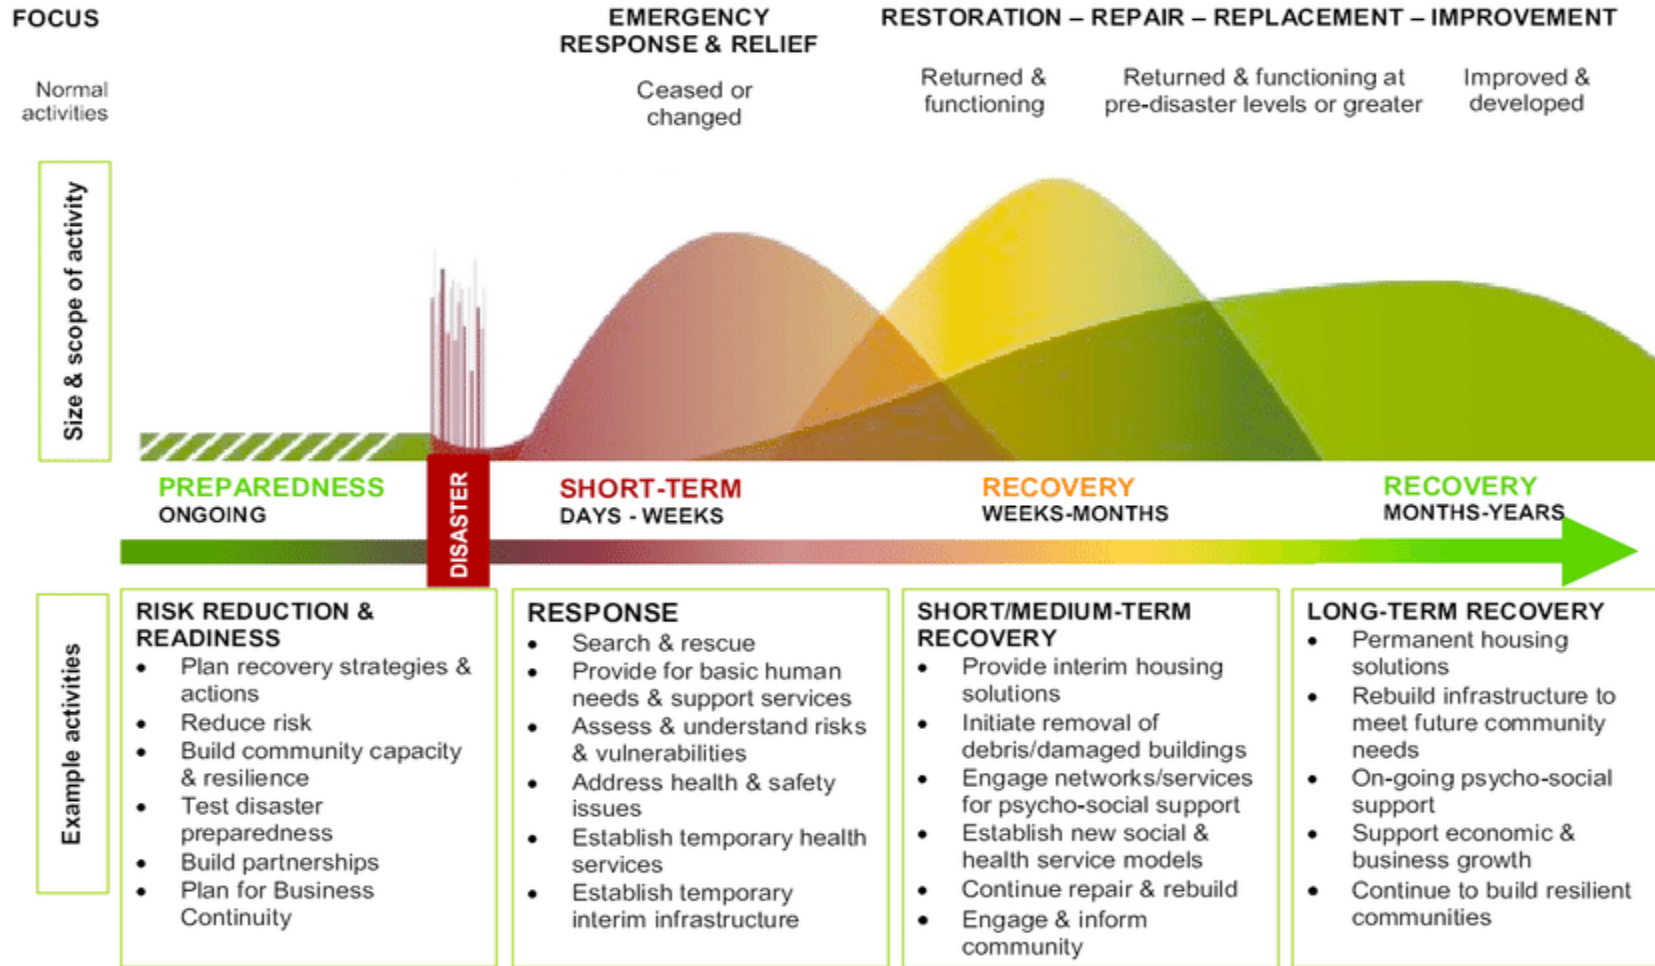 FOCUS
EMERGENCY
RESPONSE & RELIEF
RESTORATION – REPAIR – REPLACEMENT – IMPROVEMENT
Normal
activities
Ceased or
changed
Returned &
functioning
Returned & functioning at
pre-disaster levels or greater
Improved &
developed
Size & scope of activity
PREPAREDNESS
ONGOING
DISASTER
SHORT-TERM
DAYS - WEEKS
RECOVERY
WEEKS-MONTHS
RECOVERY
MONTHS-YEARS
Example activities
RISK REDUCTION &
READINESS
• Plan recovery strategies &
actions
• Reduce risk
• Build community capacity
& resilience
• Test disaster
preparedness
• Build partnerships
• Plan for Business
Continuity
RESPONSE
• Search & rescue
• Provide for basic human
needs & support services
• Assess & understand risks
& vulnerabilities
• Address health & safety
issues
• Establish temporary health
services
• Establish temporary
interim infrastructure
SHORT/MEDIUM-TERM
RECOVERY
• Provide interim housing
solutions
• Initiate removal of
debris/damaged buildings
• Engage networks/services
for psycho-social support
• Establish new social &
health service models
• Continue repair & rebuild
• Engage & inform
community
LONG-TERM RECOVERY
• Permanent housing
solutions
• Rebuild infrastructure to
meet future community
needs
• On-going psycho-social
support
• Support economic &
business growth
• Continue to build resilient
communities